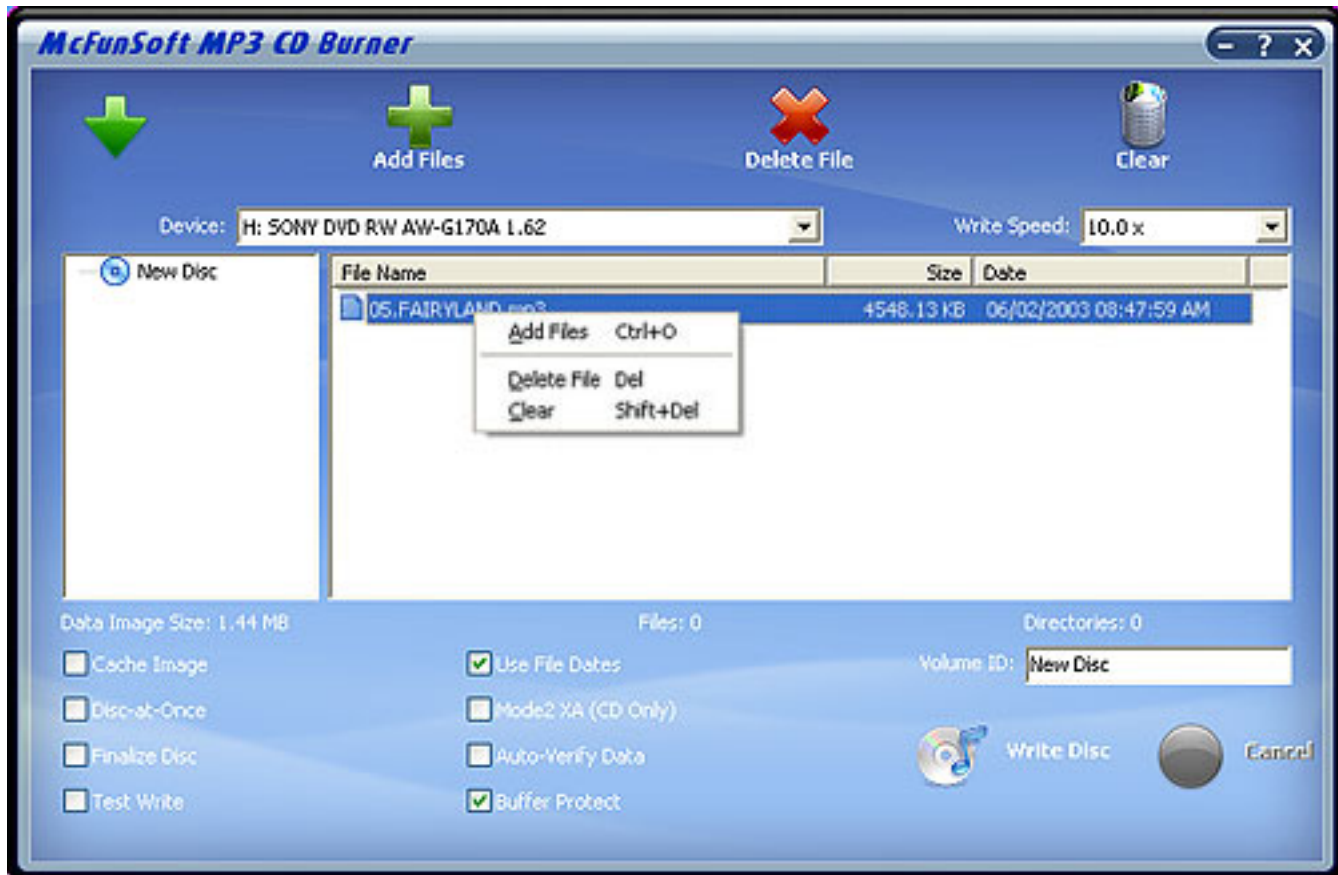 McFunSoft MP3 CD Burner
Add Files
Delete File
Clear
Device: H: SONY DVD RW AW-G170A 1.62
Write Speed: 10.0 x
New Disc
File Name Size Date
05.FAIRYLAND.mp3 4548.13 KB 06/02/2003 08:47:59 AM
Add Files Ctrl+O
Delete File Del
Clear Shift+Del
Data Image Size: 1.44 MB Files: 0 Directories: 0
Cache Image Use File Dates Volume ID: New Disc
Disc-at-Once Mode2 XA (CD Only)
Finalize Disc Auto-Verify Data Write Disc Cancel
Test Write Buffer Protect